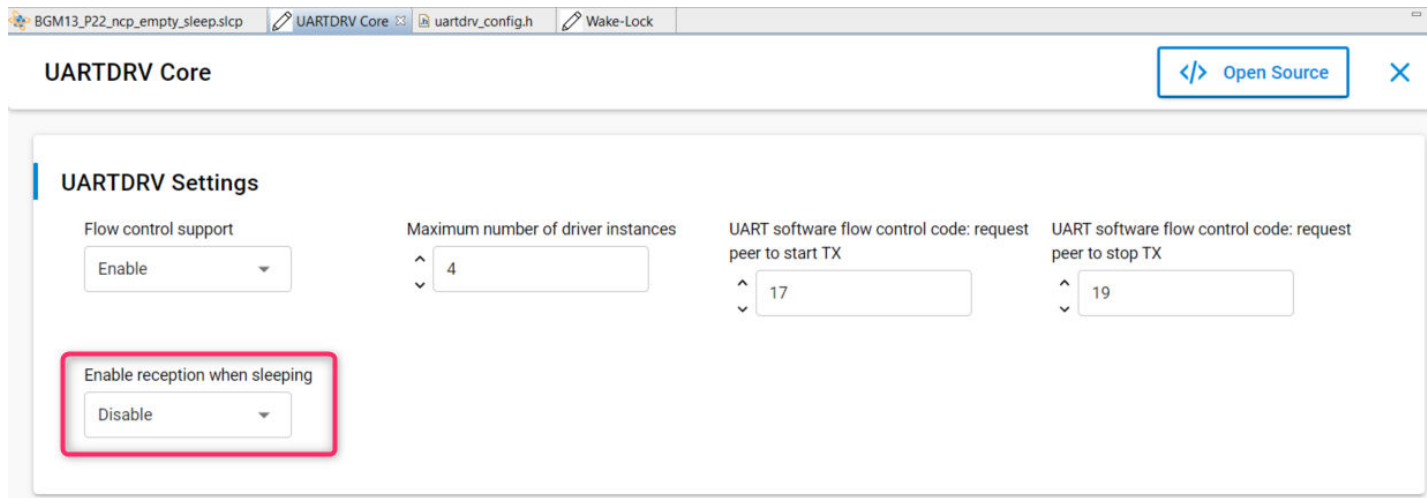 BGM13_P22_ncp_empty_sleep.slcp UARTDRV Core uartdrv_config.h Wake-Lock
UARTDRV Core
</> Open Source
UARTDRV Settings
Flow control support
Enable
Maximum number of driver instances
4
UART software flow control code: request
peer to start TX
17
UART software flow control code: request
peer to stop TX
19
Enable reception when sleeping
Disable